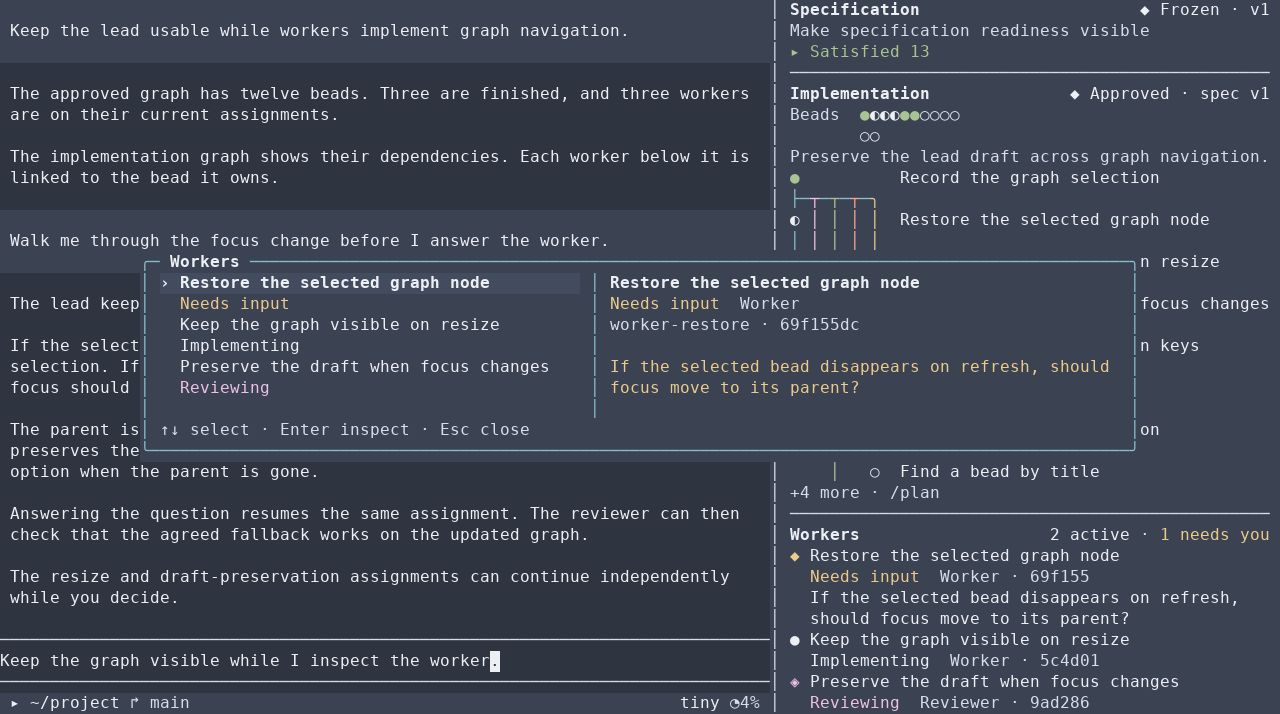 Keep the lead usable while workers implement graph navigation.
The approved graph has twelve beads. Three are finished, and three workers
are on their current assignments.
The implementation graph shows their dependencies. Each worker below it is
linked to the bead it owns.
Walk me through the focus change before I answer the worker.
The lead keep
If the select
selection. If
focus should
The parent is
preserves the
option when the parent is gone.
Answering the question resumes the same assignment. The reviewer can then
check that the agreed fallback works on the updated graph.
The resize and draft-preservation assignments can continue independently
while you decide.
Keep the graph visible while I inspect the worker.
▸ ~/project ↱ main tiny ◔4%
Workers
› Restore the selected graph node
Needs input
Keep the graph visible on resize
Implementing
Preserve the draft when focus changes
Reviewing
↑↓ select · Enter inspect · Esc close
Restore the selected graph node
Needs input Worker
worker-restore · 69f155dc
If the selected bead disappears on refresh, should
focus move to its parent?
Specification ◆ Frozen · v1
Make specification readiness visible
▸ Satisfied 13
Implementation ◆ Approved · spec v1
Beads ●◐◐◐●●○○○○
○○
Preserve the lead draft across graph navigation.
● Record the graph selection
◐ Restore the selected graph node
n resize
focus changes
n keys
on
○ Find a bead by title
+4 more · /plan
Workers 2 active · 1 needs you
◆ Restore the selected graph node
Needs input Worker · 69f155
If the selected bead disappears on refresh,
should focus move to its parent?
● Keep the graph visible on resize
Implementing Worker · 5c4d01
◈ Preserve the draft when focus changes
Reviewing Reviewer · 9ad286